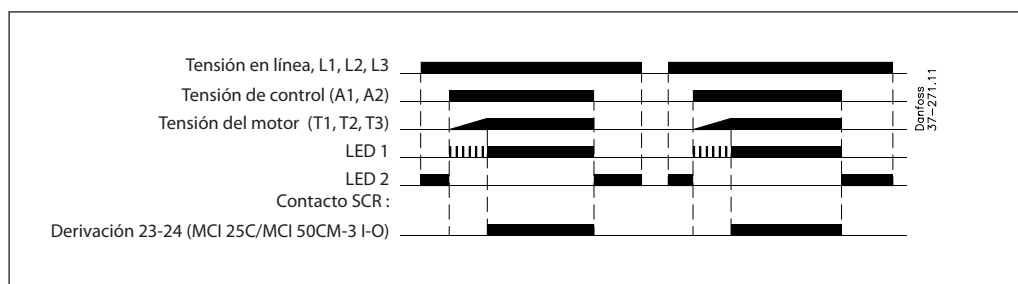 Tensión en línea, L1, L2, L3
Tensión de control (A1, A2)
Tensión del motor (T1, T2, T3)
LED 1
LED 2
Contacto SCR :
Derivación 23-24 (MCI 25C/MCI 50CM-3 I-O)
Danfoss
37-271.11